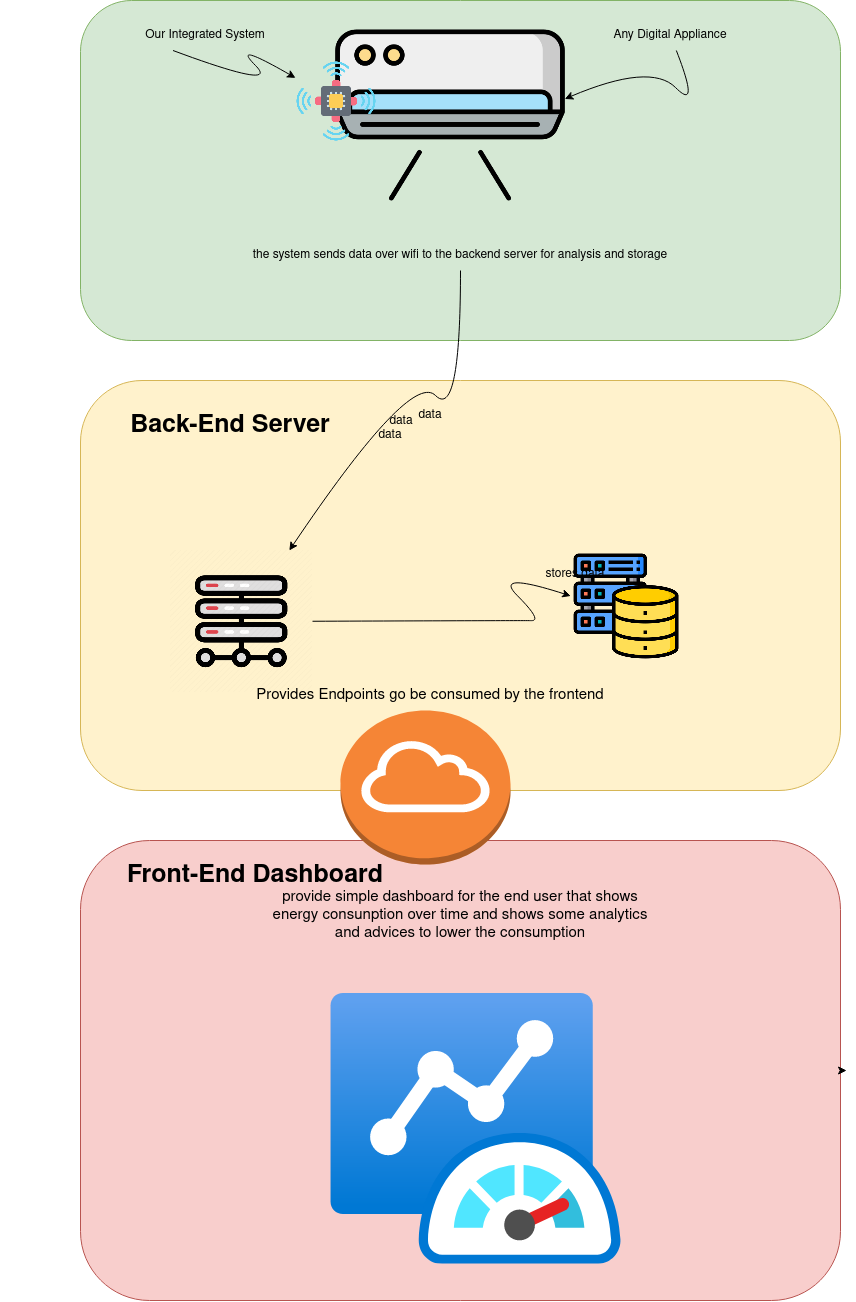 Our Integrated System
Any Digital Appliance
the system sends data over wifi to the backend server for analysis and storage
Back-End Server
data
data
data
stores data
Provides Endpoints go be consumed by the frontend
Front-End Dashboard
provide simple dashboard for the end user that shows
energy consunption over time and shows some analytics
and advices to lower the consumption